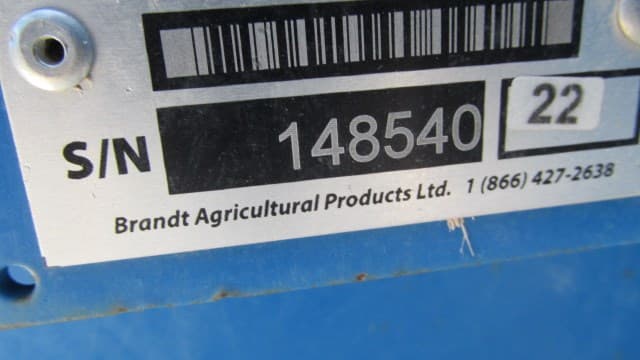 S/N 148540 22
Brandt Agricultural Products Ltd. 1 (866) 427-2638